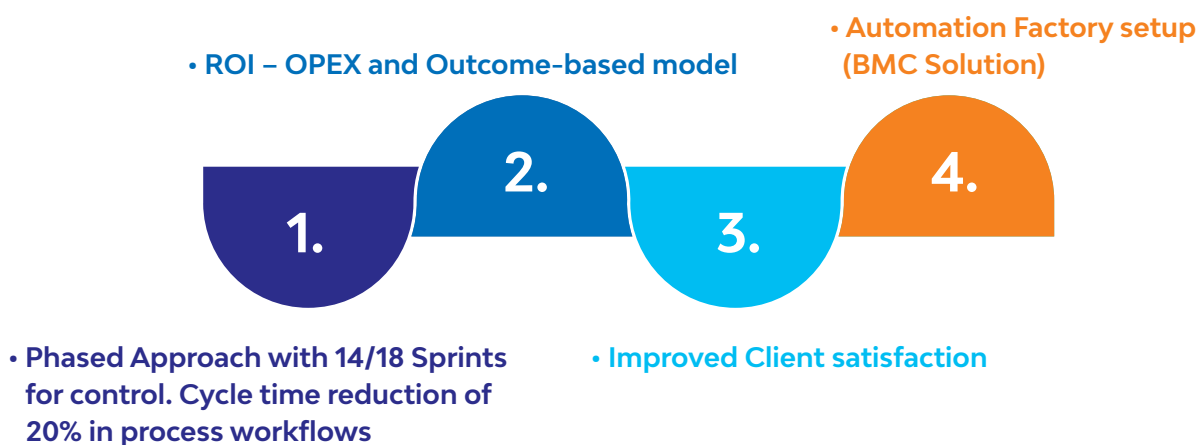 • Automation Factory setup
(BMC Solution)
• ROI – OPEX and Outcome-based model
1.
2.
3.
4.
• Phased Approach with 14/18 Sprints
for control. Cycle time reduction of
20% in process workflows
• Improved Client satisfaction